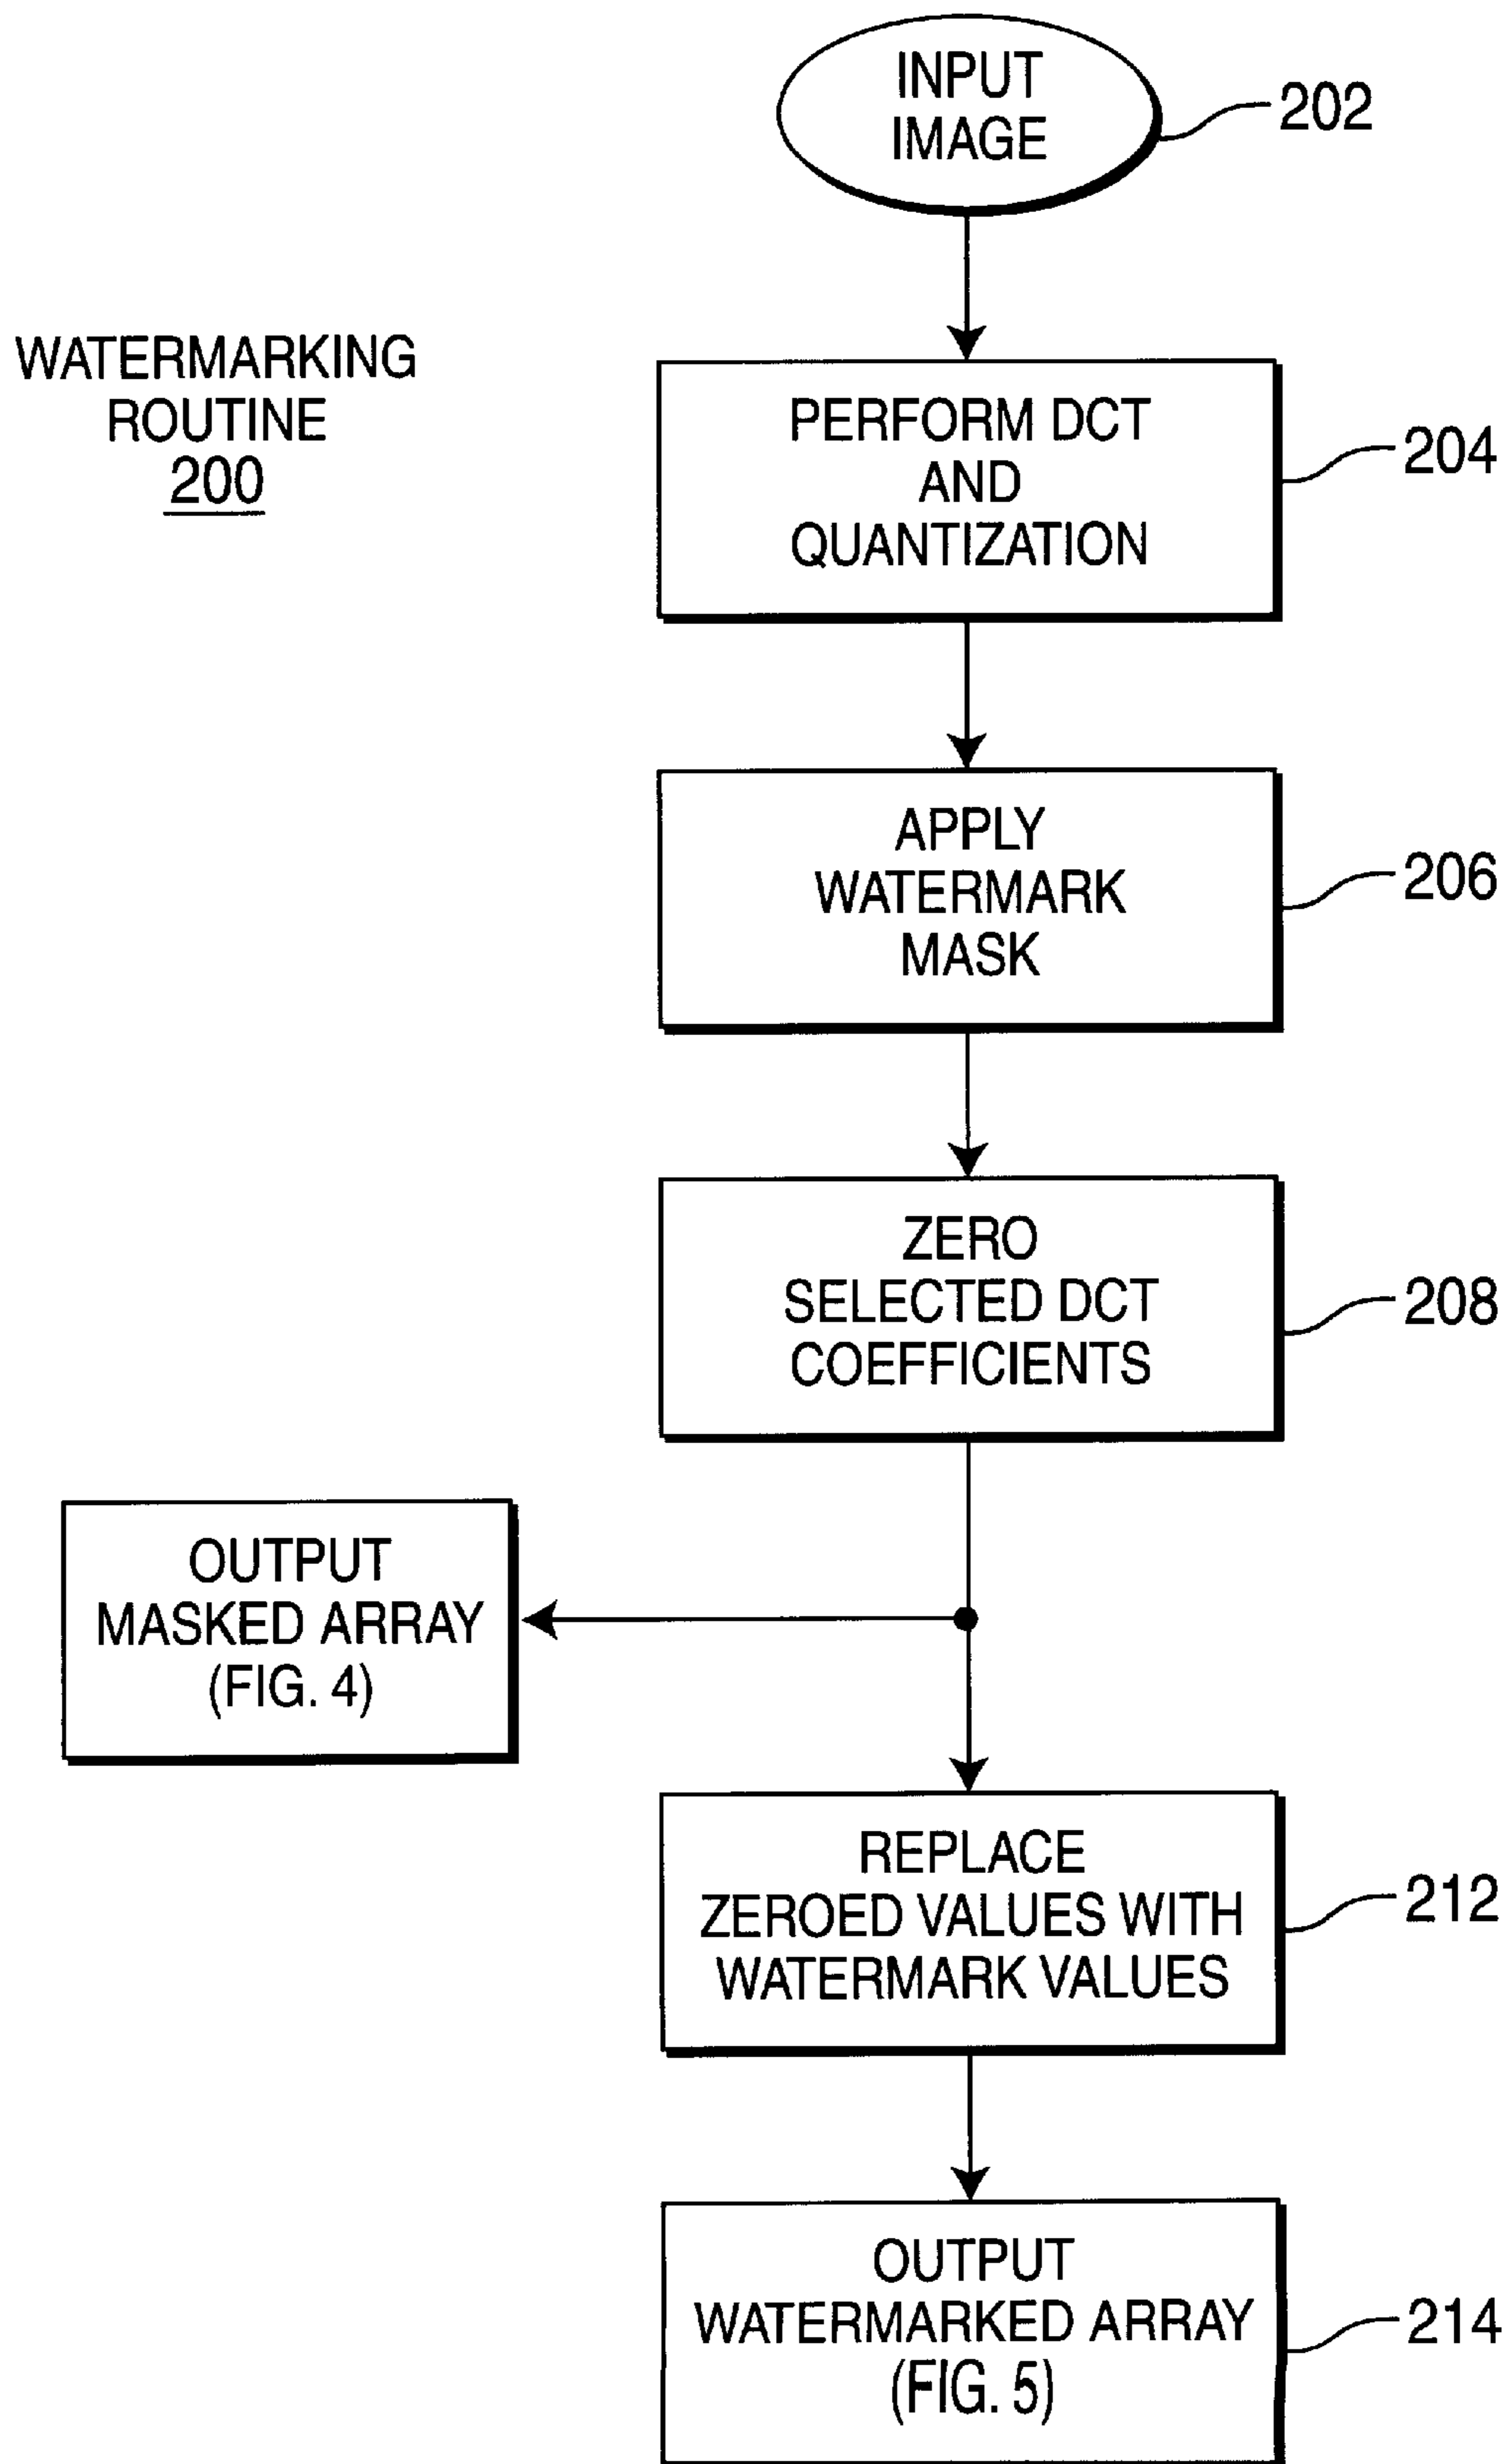 INPUT
IMAGE
202
WATERMARKING
ROUTINE
200
PERFORM DCT
AND
QUANTIZATION
204
APPLY
WATERMARK
MASK
206
ZERO
SELECTED DCT
COEFFICIENTS
208
OUTPUT
MASKED ARRAY
(FIG. 4)
REPLACE
ZEROED VALUES WITH
WATERMARK VALUES
212
OUTPUT
WATERMARKED ARRAY
(FIG. 5)
214